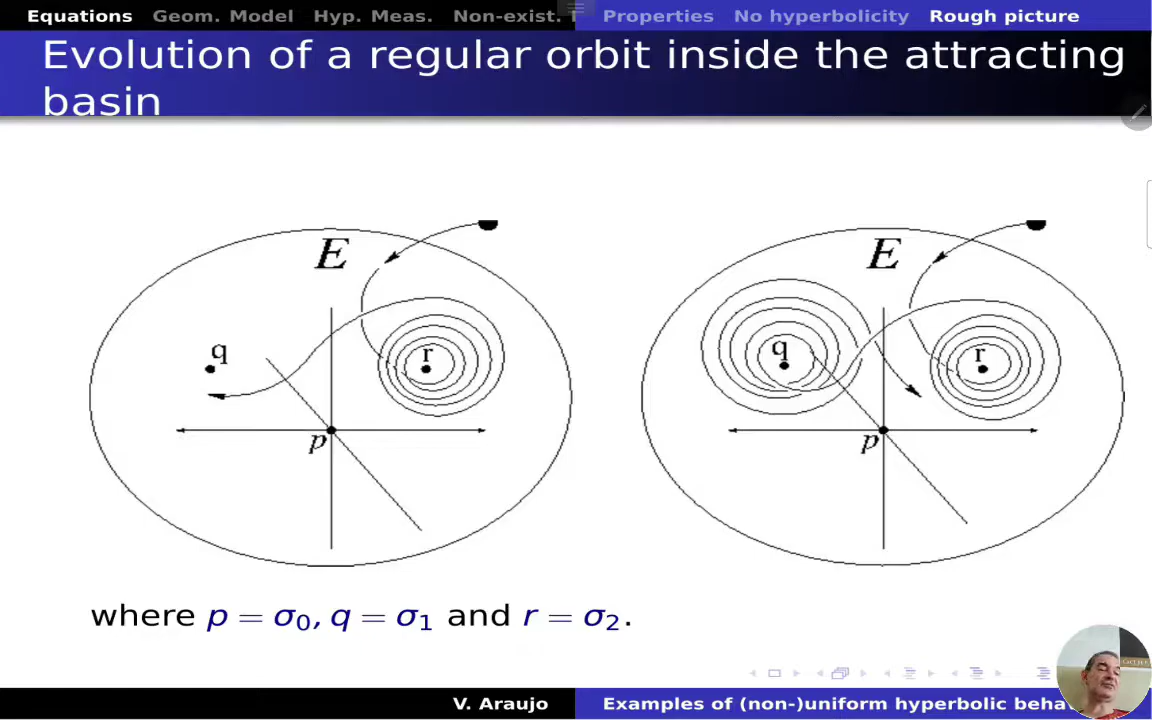 Equations Geom. Model Hyp. Meas. Non-exist. Properties No hyperbolicity Rough picture
Evolution of a regular orbit inside the attracting
basin
E E
q r q r
p p
where p = σ0, q = σ1 and r = σ2.
V. Araujo Examples of (non-)uniform hyperbolic